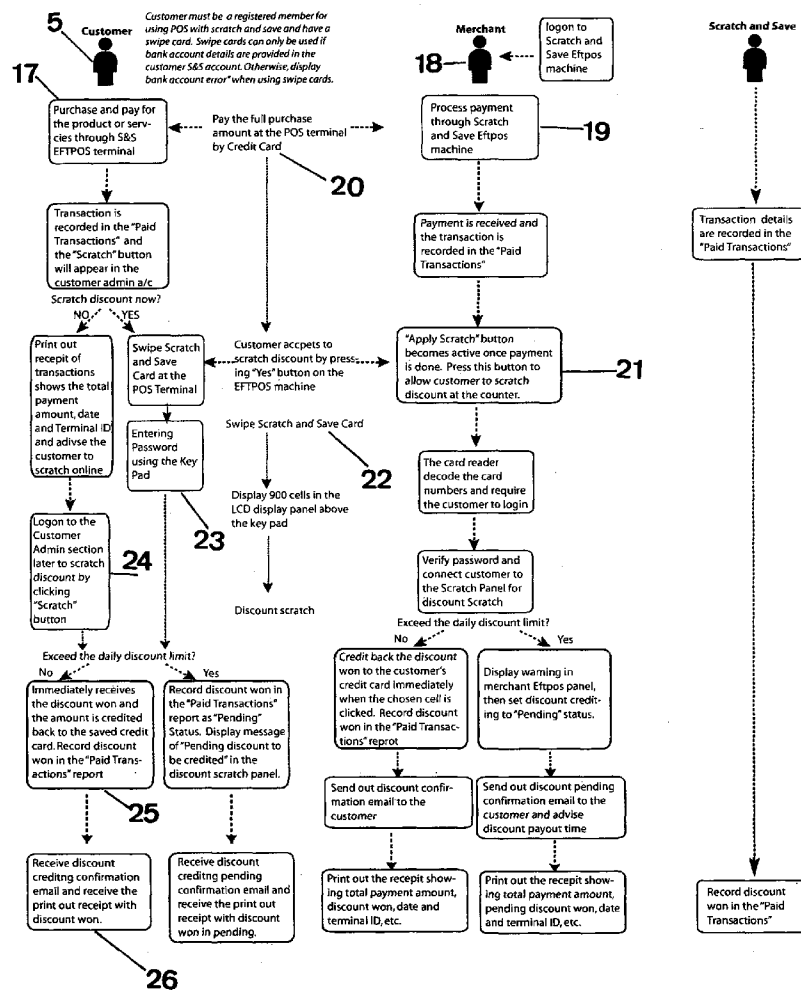 5
Customer
Customer must be a registered member for
using POS with scratch and save and have a
swipe card. Swipe cards can only be used if
bank account details are provided in the
customer S&S account. Otherwise, display
bank account error" when using swipe cards.
Merchant
18
logon to
Scratch and
Save Eftpos
machine
Scratch and Save
17
Purchase and pay for
the product or serv-
cies through S&S
EFTPOS terminal
Pay the full purchase
amount at the POS terminal
by Credit Card
20
Process payment
through Scratch
and Save Eftpos
machine
19
Transaction is
recorded in the "Paid
Transactions" and
the "Scratch" button
will appear in the
customer admin a/c
Payment is received and
the transaction is
recorded in the "Paid
Transactions"
Transaction details
are recorded in the
"Paid Transactions"
Scratch discount now?
NO
YES
Print out
recepit of
transactions
shows the total
payment
amount, date
and Terminal ID
and adivse the
customer to
scratch online
Swipe Scratch
and Save
Card at the
POS Terminal
Customer accpets to
scratch discount by press-
ing "Yes" button on the
EFTPOS machine
"Apply Scratch" button
becomes active once payment
is done. Press this button to
allow customer to scratch
discount at the counter.
21
Entering
Password
using the Key
Pad
23
Swipe Scratch and Save Card
22
The card reader
decode the card
numbers and require
the customer to login
Display 900 cells in the
LCD display panel above
the key pad
Logon to the
Customer
Admin section
later to scratch
discount by
clicking
"Scratch"
button
24
Discount scratch
Verify password and
connect customer to
the Scratch Panel for
discount Scratch
Exceed the daily discount limit?
No
Yes
Exceed the daily discount limit?
No
Yes
Immediately receives
the discount won and
the amount is credited
back to the saved credit
card. Record discount
won in the "Paid Trans-
actions" report
25
Record discount won in
the "Paid Transactions"
report as "Pending"
Status. Display message
of "Pending discount to
be credited" in the
discount scratch panel.
Credit back the discount
won to the customer's
credit card immediately
when the chosen cell is
clicked. Record discount
won in the "Paid Transac-
tions" reprot
Display warning in
merchant Eftpos panel,
then set discount credit-
ing to "Pending" status.
Send out discount confir-
mation email to the
customer
Send out discount pending
confirmation email to the
customer and advise
discount payout time
Receive discount
creditng confirmation
email and receive the
print out receipt with
discount won.
26
Receive discount
creditng pending
confirmation email and
receive the print out
receipt with discount
won in pending.
Print out the recepit show-
ing total payment amount,
discount won, date and
terminal ID, etc.
Print out the recepit show-
ing total payment amount,
pending discount won, date
and terminal ID, etc.
Record discount
won in the "Paid
Transactions"